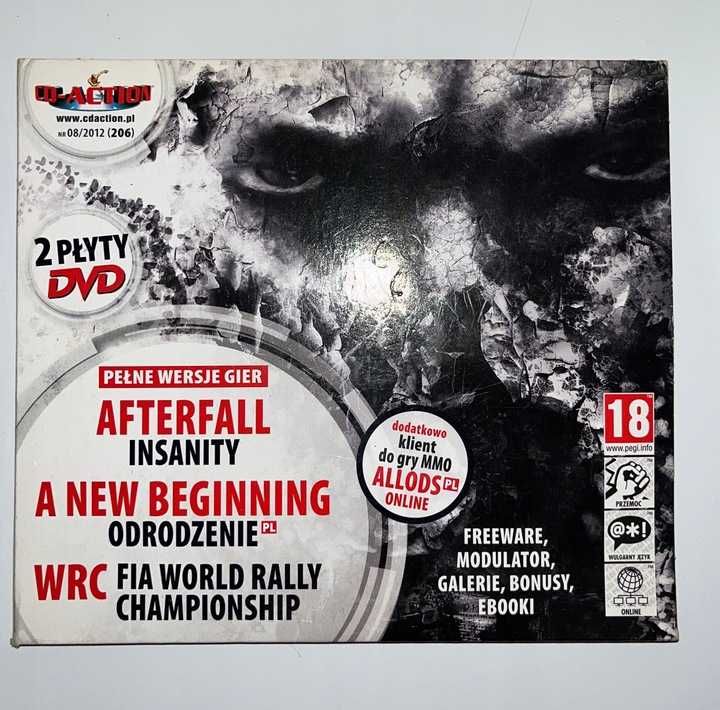 CD-ACTION
www.cdaction.pl
NR 08/2012 (206)
2 PŁYTY
DVD
PEŁNE WERSJE GIER
AFTERFALL
INSANITY
A NEW BEGINNING
ODRODZENIE PL
WRC FIA WORLD RALLY
CHAMPIONSHIP
dodatkowo
klient
do gry MMO
ALLODS PL
ONLINE
FREEWARE,
MODULATOR,
GALERIE, BONUSY,
EBOOKI
18
www.pegi.info
PRZEMOC
@*!
WULGARNY JĘZYK
ONLINE